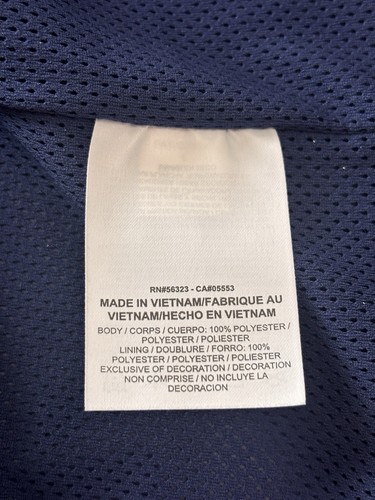 RN#56323 - CA#05553
MADE IN VIETNAM/FABRIQUE AU
VIETNAM/HECHO EN VIETNAM
BODY / CORPS / CUERPO: 100% POLYESTER /
POLYESTER / POLIESTER
LINING / DOUBLURE / FORRO: 100%
POLYESTER / POLYESTER / POLIESTER
EXCLUSIVE OF DECORATION / DECORATION
NON COMPRISE / NO INCLUYE LA
DECORACION